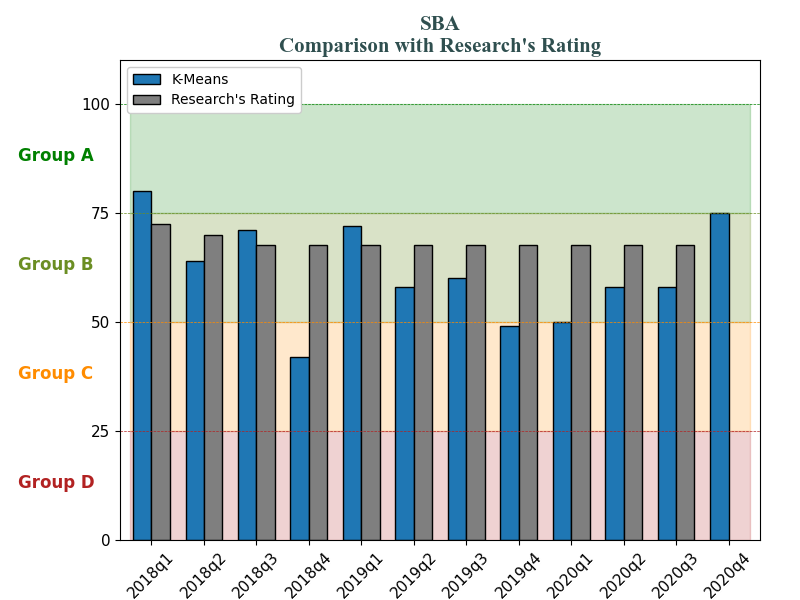 SBA
Comparison with Research's Rating
K-Means
Research's Rating
100
Group A
75
Group B
50
Group C
25
Group D
0
2018q1
2018q2
2018q3
2018q4
2019q1
2019q2
2019q3
2019q4
2020q1
2020q2
2020q3
2020q4